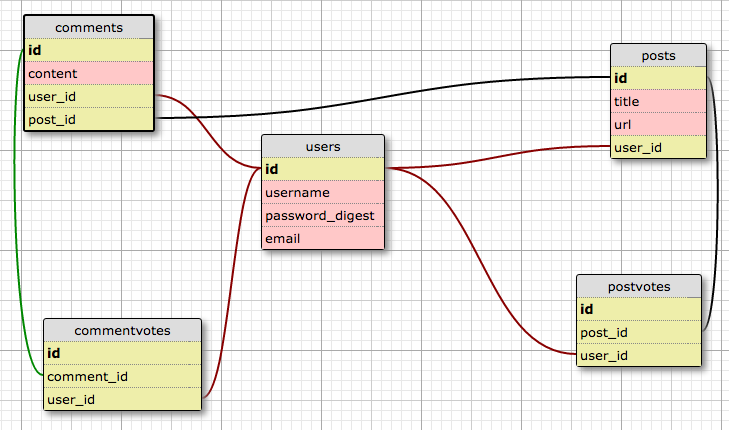 comments
id
content
user_id
post_id
posts
id
title
url
user_id
users
id
username
password_digest
email
commentvotes
id
comment_id
user_id
postvotes
id
post_id
user_id